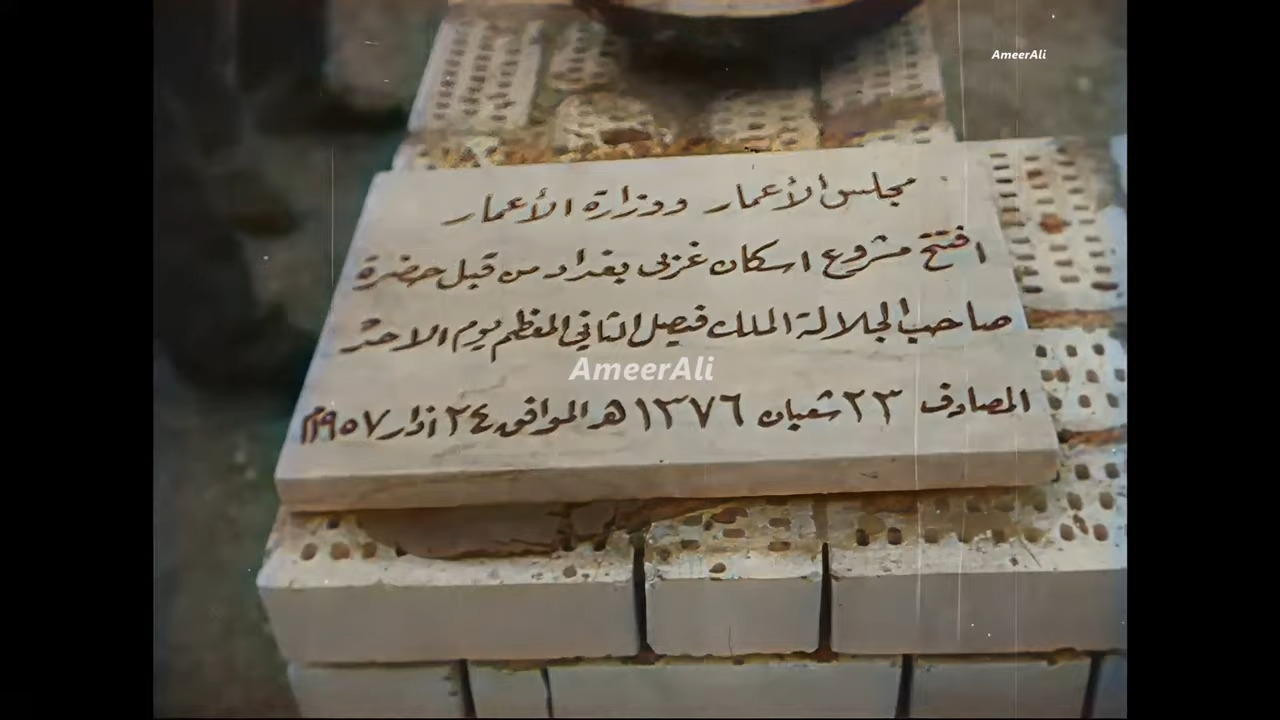 AmeerAli
مجلس الأعمار ووزارة الأعمار
افتتح مشروع اسكان غربي بغداد من قبل حضرة
صاحب الجلالة الملك فيصل الثاني المعظم يوم الاحد
AmeerAli
المصادف ٢٣ شعبان ١٣٧٦ هـ الموافق ٢٤ اذار ١٩٥٧م